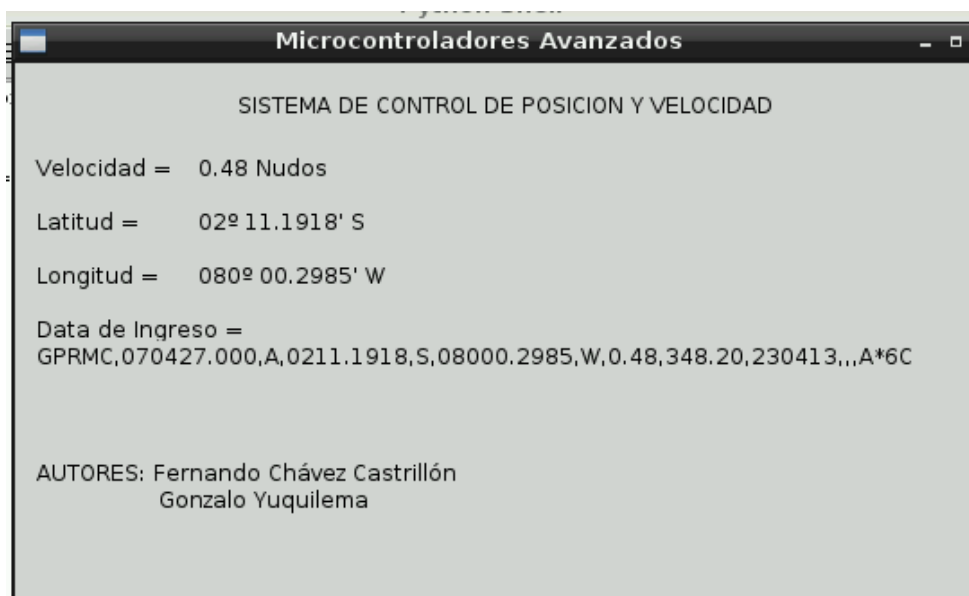 Microcontroladores Avanzados
SISTEMA DE CONTROL DE POSICION Y VELOCIDAD
Velocidad = 0.48 Nudos
Latitud = 02º 11.1918' S
Longitud = 080º 00.2985' W
Data de Ingreso =
GPRMC,070427.000,A,0211.1918,S,08000.2985,W,0.48,348.20,230413,,,A*6C
AUTORES: Fernando Chávez Castrillón
Gonzalo Yuquilema